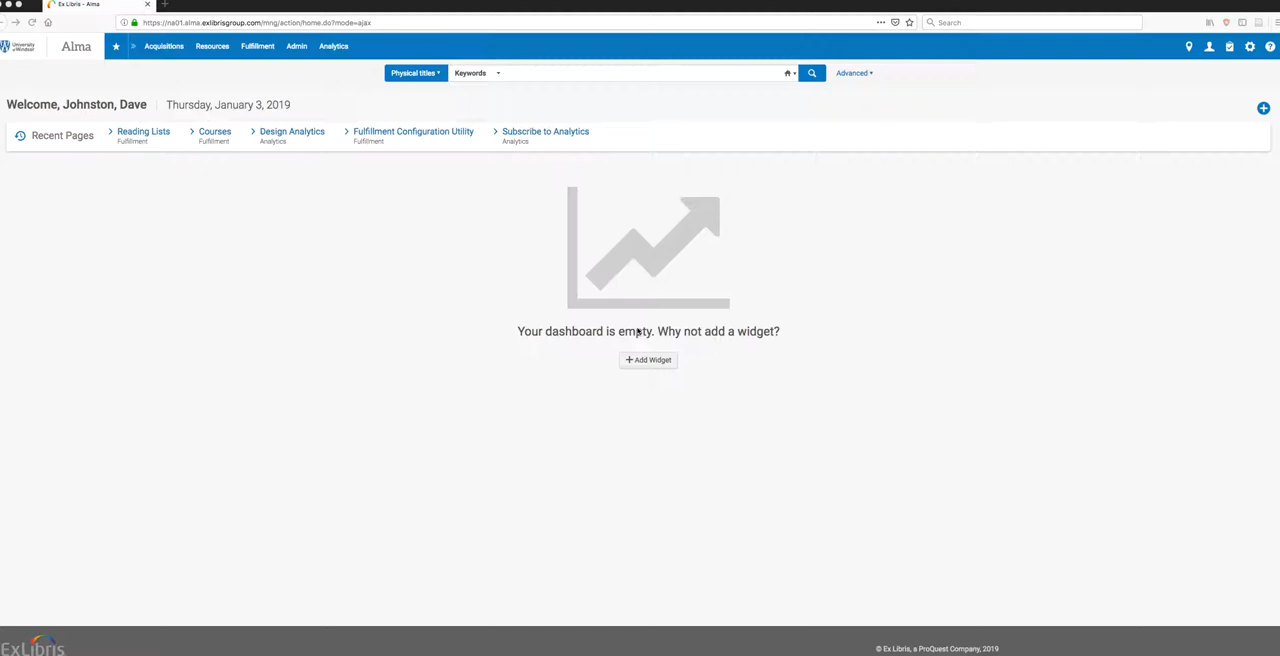 Ex Libris - Alma
https://na01.alma.exlibrisgroup.com/mng/action/home.do?mode=ajax
Search
University of Windsor
Alma
Acquisitions Resources Fulfillment Admin Analytics
Physical titles Keywords Advanced
Welcome, Johnston, Dave Thursday, January 3, 2019
Recent Pages Reading Lists Courses Design Analytics Fulfillment Configuration Utility Subscribe to Analytics
Fulfillment Fulfillment Analytics Fulfillment Analytics
Your dashboard is empty. Why not add a widget?
+ Add Widget
ExLibris
© Ex Libris, a ProQuest Company, 2019